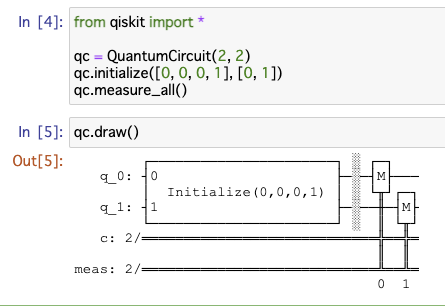 In [4]: from qiskit import *
qc = QuantumCircuit(2, 2)
qc.initialize([0, 0, 0, 1], [0, 1])
qc.measure_all()
In [5]: qc.draw()
Out[5]:
q_0: 0 M
Initialize(0,0,0,1)
q_1: 1 M
c: 2/
meas: 2/
0 1